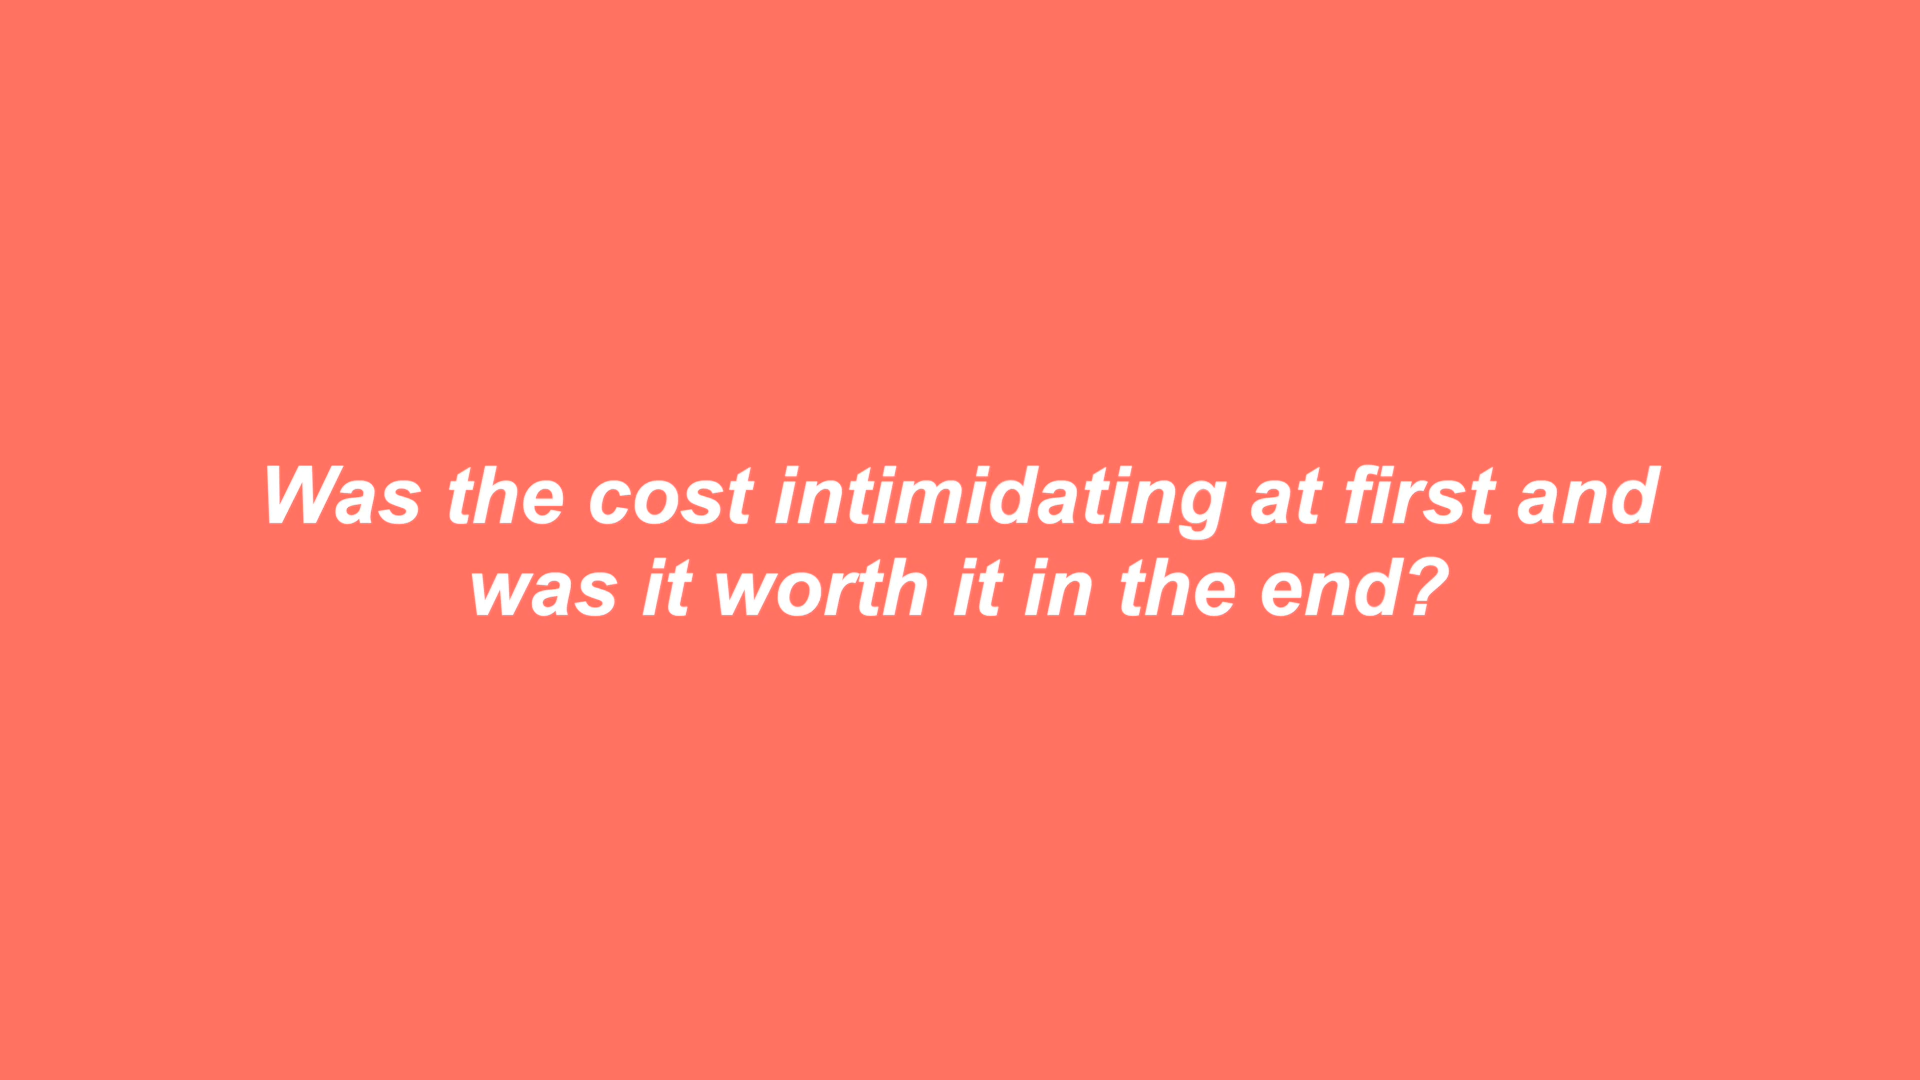 Was the cost intimidating at first and
was it worth it in the end?